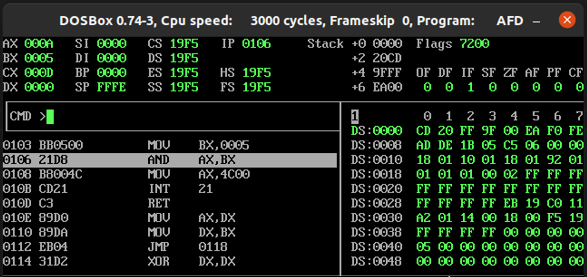 DOSBox 0.74-3, Cpu speed: 3000 cycles, Frameskip 0, Program: AFD
AX 000A SI 0000 CS 19F5 IP 0106 Stack +0 0000 Flags 7200
BX 0005 DI 0000 DS 19F5 +2 20CD
CX 000D BP 0000 ES 19F5 HS 19F5 +4 9FFF OF DF IF SF ZF AF PF CF
DX 0000 SP FFFE SS 19F5 FS 19F5 +6 EA00 0 0 1 0 0 0 0 0
CMD > 1 0 1 2 3 4 5 6 7
DS:0000 CD 20 FF 9F 00 EA F0 FE
0103 BB0500 MOV BX,0005 DS:0008 AD DE 1B 05 C5 06 00 00
0106 21D8 AND AX,BX DS:0010 18 01 10 01 18 01 92 01
0108 B8004C MOV AX,4C00 DS:0018 01 01 01 00 02 FF FF FF
010B CD21 INT 21 DS:0020 FF FF FF FF FF FF FF FF
010D C3 RET DS:0028 FF FF FF FF EB 19 C0 11
010E 89D0 MOV AX,DX DS:0030 A2 01 14 00 18 00 F5 19
0110 89DA MOV DX,BX DS:0038 FF FF FF FF 00 00 00 00
0112 EB04 JMP 0118 DS:0040 05 00 00 00 00 00 00 00
0114 31D2 XOR DX,DX DS:0048 00 00 00 00 00 00 00 00